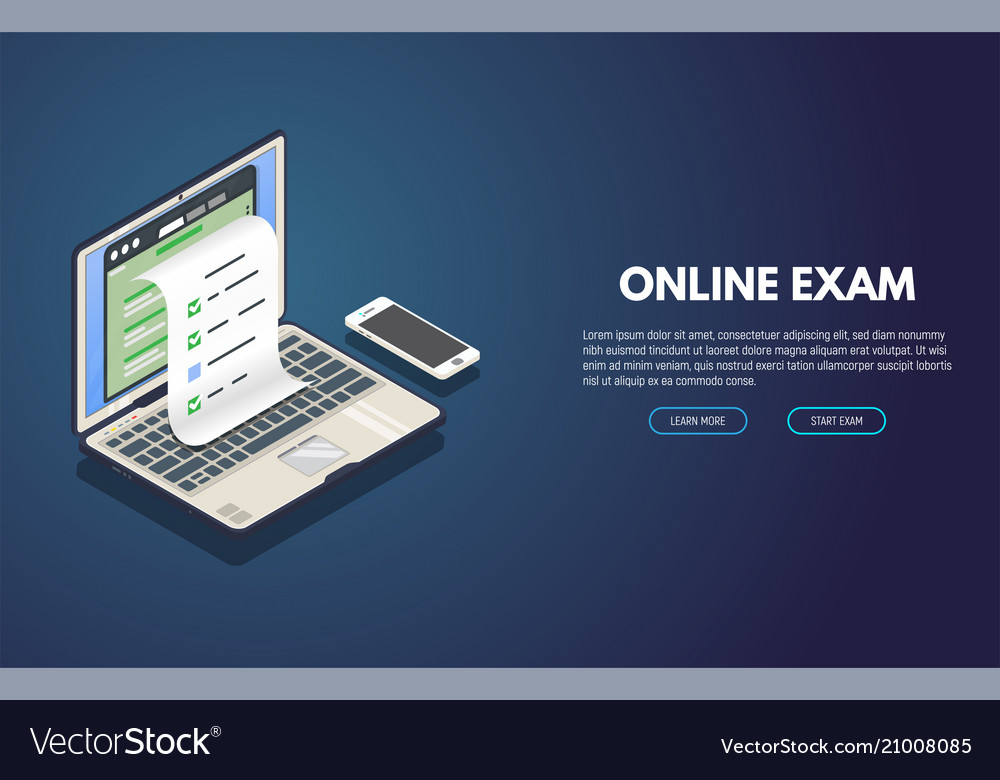 ONLINE EXAM
Lorem ipsum dolor sit amet, consectetuer adipiscing elit, sed diam nonummy
nibh euismod tincidunt ut laoreet dolore magna aliquam erat volutpat. Ut wisi
enim ad minim veniam, quis nostrud exerci tation ullamcorper suscipit lobortis
nisl ut aliquip ex ea commodo conse.
LEARN MORE
START EXAM
VectorStock®
VectorStock.com/21008085